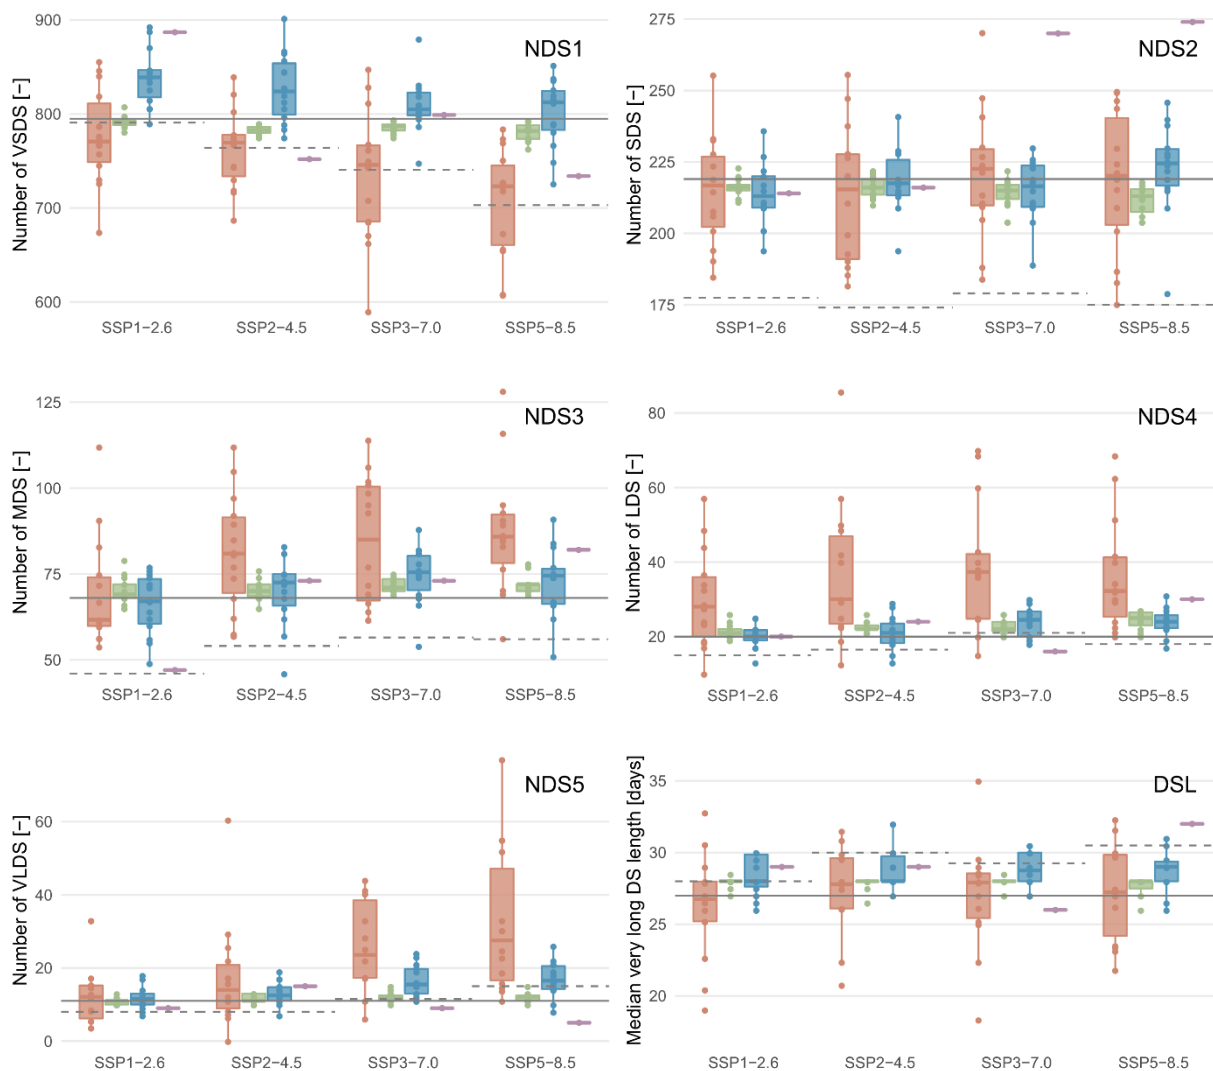 NDS1
Number of VSDS [−]
900
800
700
600
SSP1−2.6 SSP2−4.5 SSP3−7.0 SSP5−8.5
NDS2
Number of SDS [−]
275
225
200
175
SSP1−2.6 SSP2−4.5 SSP3−7.0 SSP5−8.5
NDS3
Number of MDS [−]
125
100
75
50
SSP1−2.6 SSP2−4.5 SSP3−7.0 SSP5−8.5
NDS4
Number of LDS [−]
80
60
40
20
SSP1−2.6 SSP2−4.5 SSP3−7.0 SSP5−8.5
NDS5
Number of VLDS [−]
60
40
20
0
SSP1−2.6 SSP2−4.5 SSP3−7.0 SSP5−8.5
DSL
Median very long DS length [days]
35
30
25
20
SSP1−2.6 SSP2−4.5 SSP3−7.0 SSP5−8.5